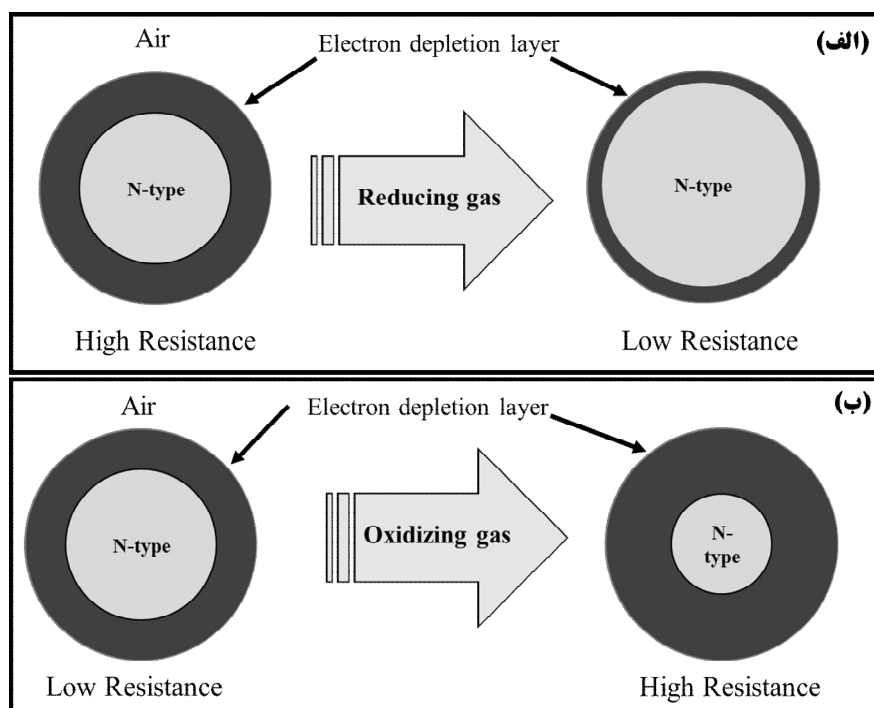 Air
Electron depletion layer
(الف)
N-type
Reducing gas
N-type
High Resistance
Low Resistance
Air
Electron depletion layer
(ب)
N-type
Oxidizing gas
N-
type
Low Resistance
High Resistance